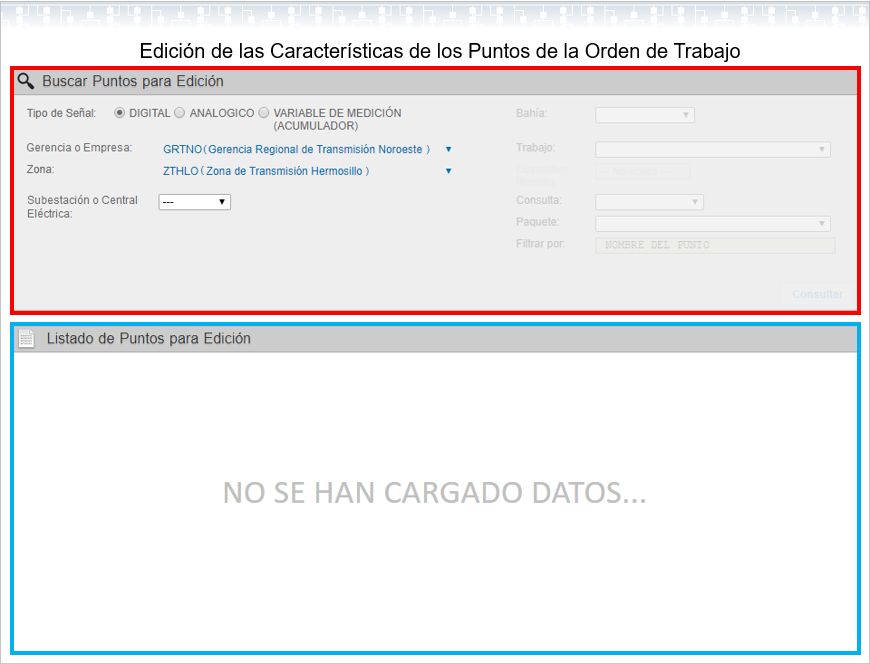 Edición de las Características de los Puntos de la Orden de Trabajo
Buscar Puntos para Edición
Tipo de Señal: DIGITAL ANALOGICO VARIABLE DE MEDICIÓN
(ACUMULADOR)
Gerencia o Empresa: GRTNO(Gerencia Regional de Transmisión Noroeste )
Zona: ZTHLO(Zona de Transmisión Hermosillo )
Subestación o Central
Eléctrica:
---
Bahía:
Trabajo:
Consulta:
Paquete:
Filtrar por: NOMBRE DEL PUNTO
Consultar
Listado de Puntos para Edición
NO SE HAN CARGADO DATOS...